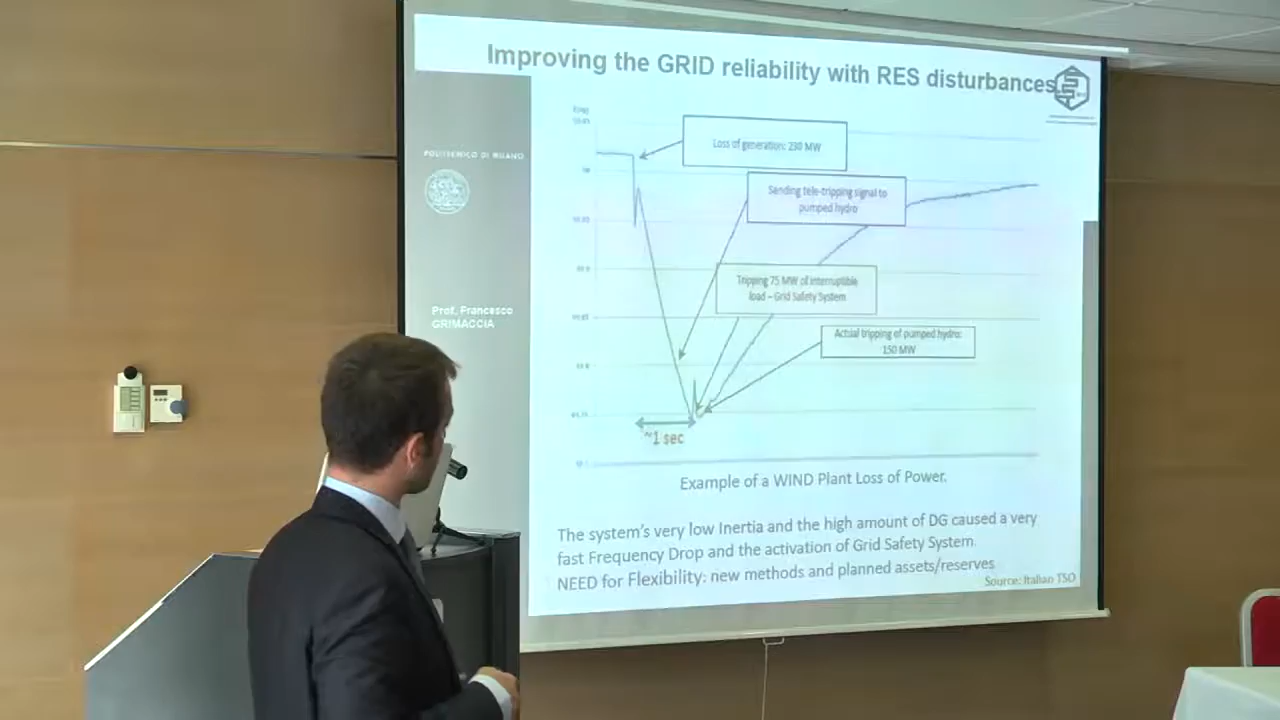 Improving the GRID reliability with RES disturbances
POLITECNICO DI MILANO
Prof. Francesco
GRIMACCIA
Loss of generation: 230 MW
Sending tele-tripping signal to
pumped hydro
Tripping 75 MW of interruptible
load – Grid Safety System
Actual tripping of pumped hydro:
150 MW
~1 sec
Example of a WIND Plant Loss of Power.
The system's very low Inertia and the high amount of DG caused a very
fast Frequency Drop and the activation of Grid Safety System.
NEED for Flexibility: new methods and planned assets/reserves
Source: Italian TSO